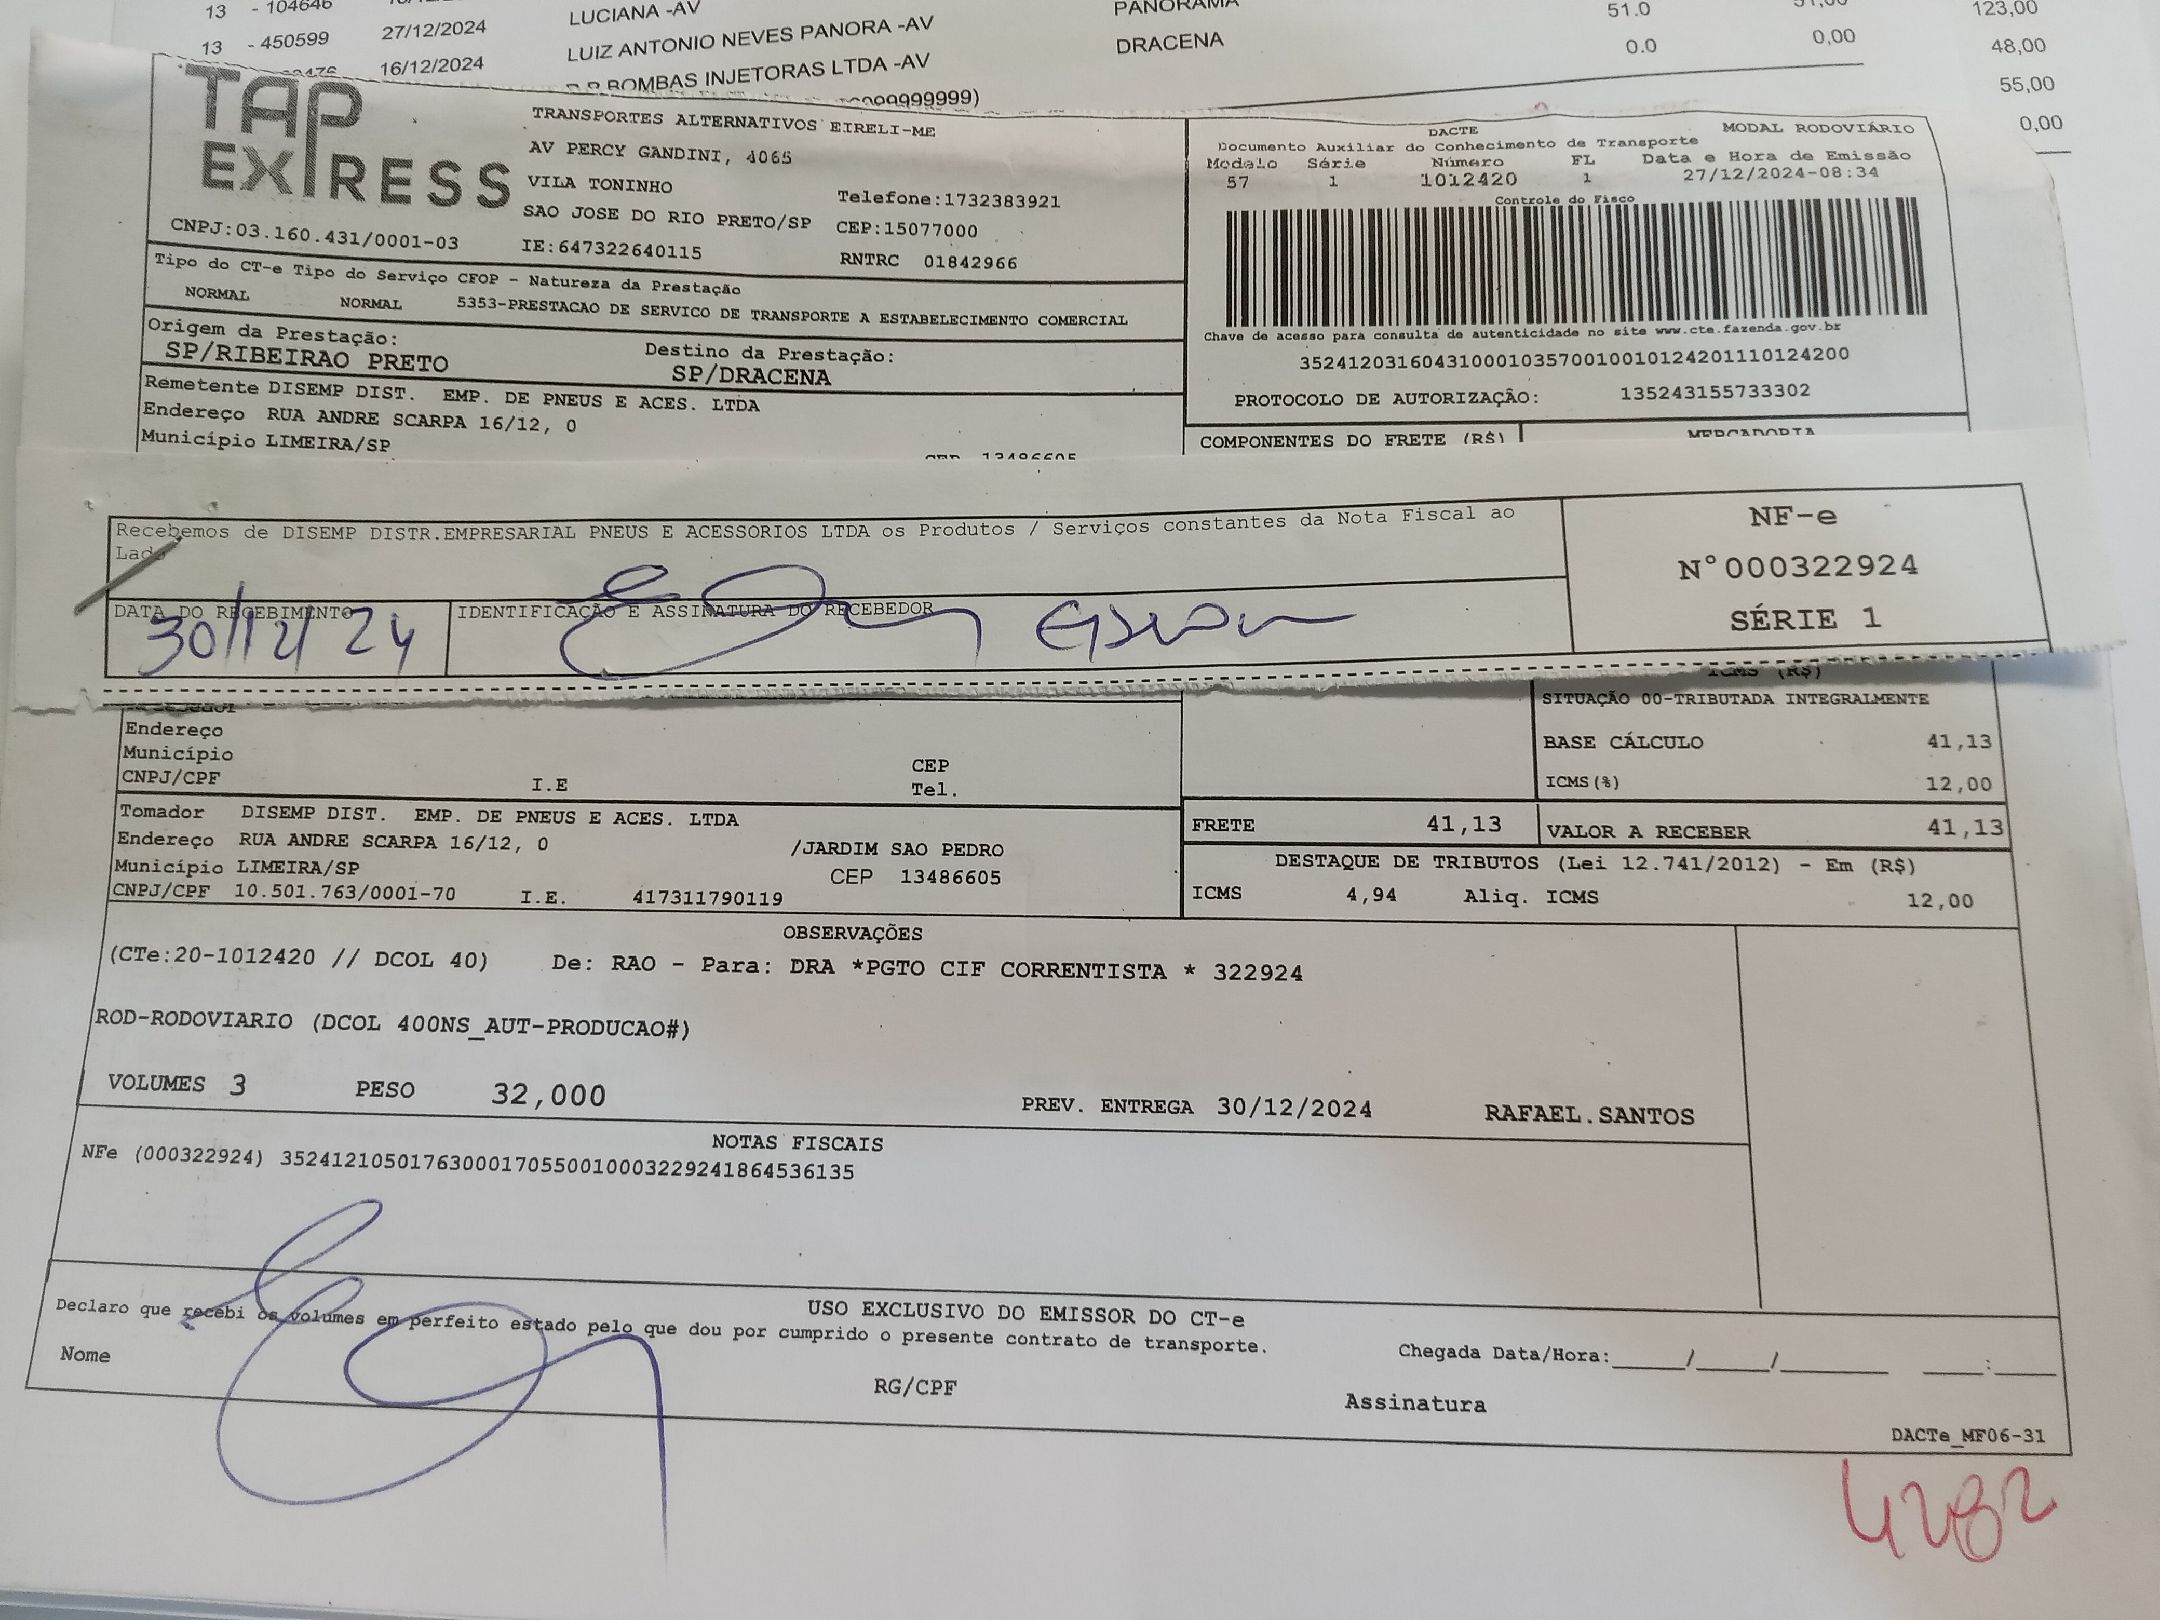 13 - 104646
LUCIANA -AV
PANORAMA
51.0
51,00
123,00
13 - 450599 27/12/2024 LUIZ ANTONIO NEVES PANORA -AV DRACENA 0.0 0,00 48,00
16/12/2024 BOMBAS INJETORAS LTDA -AV 55,00
0,00
TAP EXPRESS
TRANSPORTES ALTERNATIVOS EIRELI-ME
AV PERCY GANDINI, 4065
VILA TONINHO Telefone:1732383921
SAO JOSE DO RIO PRETO/SP CEP:15077000
CNPJ:03.160.431/0001-03 IE:647322640115 RNTRC 01842966
DACTE MODAL RODOVIÁRIO
Documento Auxiliar do Conhecimento de Transporte
Modelo Série Número FL Data e Hora de Emissão
57 1 1012420 1 27/12/2024-08:34
Controle do Fisco
Chave de acesso para consulta de autenticidade no site www.cte.fazenda.gov.br
35241203160431000103570010010124201110124200
PROTOCOLO DE AUTORIZAÇÃO: 135243155733302
Tipo do CT-e Tipo do Serviço CFOP - Natureza da Prestação
NORMAL NORMAL 5353-PRESTACAO DE SERVICO DE TRANSPORTE A ESTABELECIMENTO COMERCIAL
Origem da Prestação: Destino da Prestação:
SP/RIBEIRAO PRETO SP/DRACENA
Remetente DISEMP DIST. EMP. DE PNEUS E ACES. LTDA
Endereço RUA ANDRE SCARPA 16/12, 0
Município LIMEIRA/SP CEP 13486605
COMPONENTES DO FRETE (R$) MERCADORIA
Recebemos de DISEMP DISTR.EMPRESARIAL PNEUS E ACESSORIOS LTDA os Produtos / Serviços constantes da Nota Fiscal ao
Lado
DATA DO RECEBIMENTO IDENTIFICAÇÃO E ASSINATURA DO RECEBEDOR
30/12/24
NF-e
N°000322924
SÉRIE 1
ICMS (R$)
SITUAÇÃO 00-TRIBUTADA INTEGRALMENTE
BASE CÁLCULO 41,13
ICMS(%) 12,00
Endereço
Município CEP
CNPJ/CPF I.E Tel.
Tomador DISEMP DIST. EMP. DE PNEUS E ACES. LTDA
Endereço RUA ANDRE SCARPA 16/12, 0 /JARDIM SAO PEDRO
Município LIMEIRA/SP CEP 13486605
CNPJ/CPF 10.501.763/0001-70 I.E. 417311790119
FRETE 41,13 VALOR A RECEBER 41,13
DESTAQUE DE TRIBUTOS (Lei 12.741/2012) - Em (R$)
ICMS 4,94 Aliq. ICMS 12,00
OBSERVAÇÕES
(CTe:20-1012420 // DCOL 40) De: RAO - Para: DRA *PGTO CIF CORRENTISTA * 322924
ROD-RODOVIARIO (DCOL 400NS_AUT-PRODUCAO#)
VOLUMES 3 PESO 32,000 PREV. ENTREGA 30/12/2024 RAFAEL.SANTOS
NOTAS FISCAIS
NFe (000322924) 35241210501763000170550010003229241864536135
USO EXCLUSIVO DO EMISSOR DO CT-e
Declaro que recebi os volumes em perfeito estado pelo que dou por cumprido o presente contrato de transporte.
Nome RG/CPF Assinatura
Chegada Data/Hora:_____/_____/_______ ____:____
DACTe_MF06-31
4282